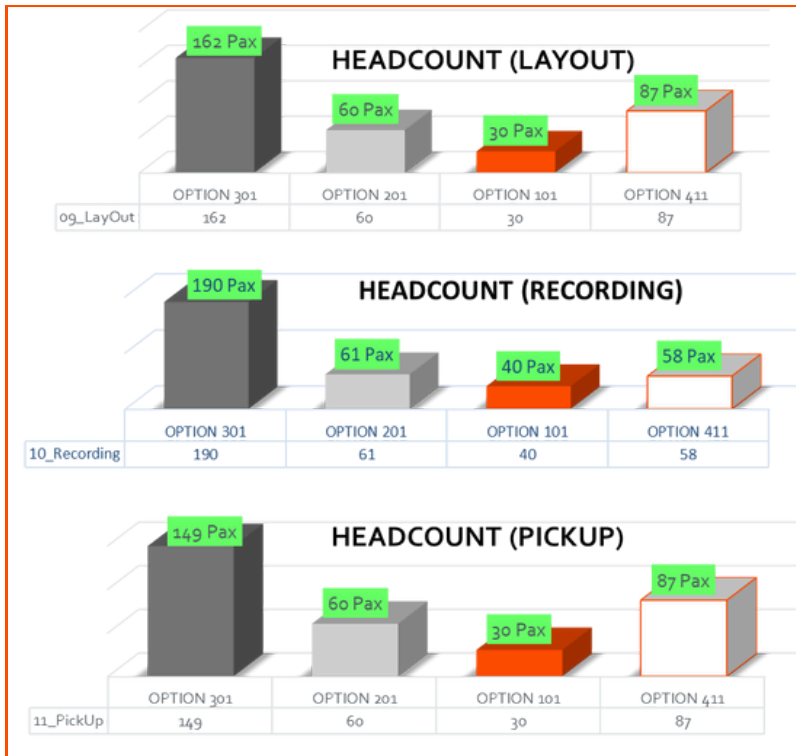 162 Pax
HEADCOUNT (LAYOUT)
60 Pax
30 Pax
87 Pax
OPTION 301 OPTION 201 OPTION 101 OPTION 411
09_LayOut 162 60 30 87
190 Pax
HEADCOUNT (RECORDING)
61 Pax
40 Pax
58 Pax
OPTION 301 OPTION 201 OPTION 101 OPTION 411
10_Recording 190 61 40 58
149 Pax
HEADCOUNT (PICKUP)
60 Pax
30 Pax
87 Pax
OPTION 301 OPTION 201 OPTION 101 OPTION 411
11_PickUp 149 60 30 87